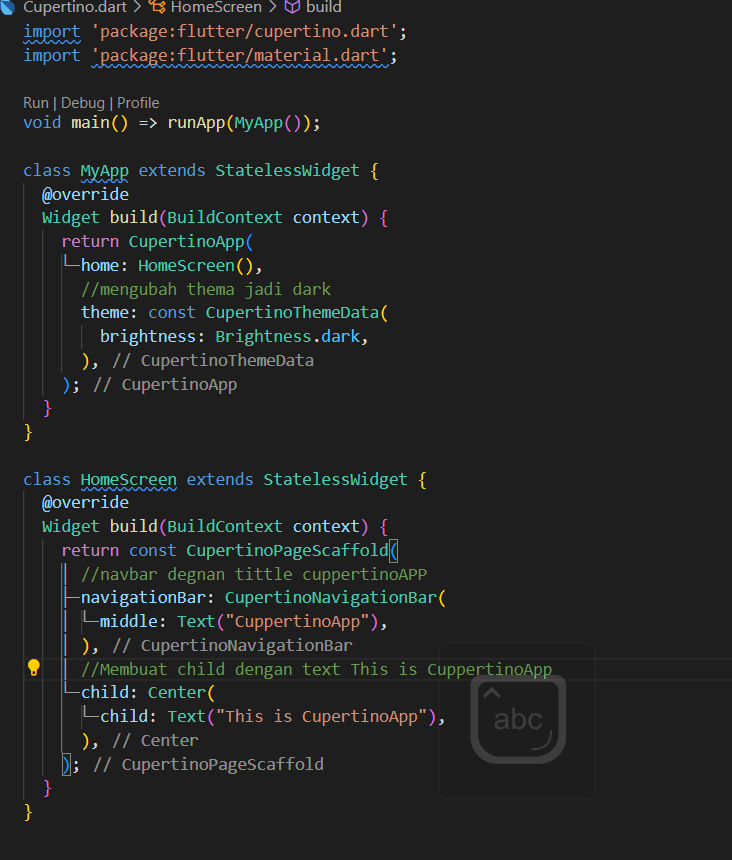 Cupertino.dart > HomeScreen > build
import 'package:flutter/cupertino.dart';
import 'package:flutter/material.dart';
Run | Debug | Profile
void main() => runApp(MyApp());
class MyApp extends StatelessWidget {
@override
Widget build(BuildContext context) {
return CupertinoApp(
home: HomeScreen(),
//mengubah thema jadi dark
theme: const CupertinoThemeData(
brightness: Brightness.dark,
), // CupertinoThemeData
); // CupertinoApp
}
}
class HomeScreen extends StatelessWidget {
@override
Widget build(BuildContext context) {
return const CupertinoPageScaffold(
//navbar degnan tittle cuppertinoAPP
navigationBar: CupertinoNavigationBar(
middle: Text("CuppertinoApp"),
), // CupertinoNavigationBar
//Membuat child dengan text This is CuppertinoApp
child: Center(
child: Text("This is CupertinoApp"),
), // Center
); // CupertinoPageScaffold
}
}
abc